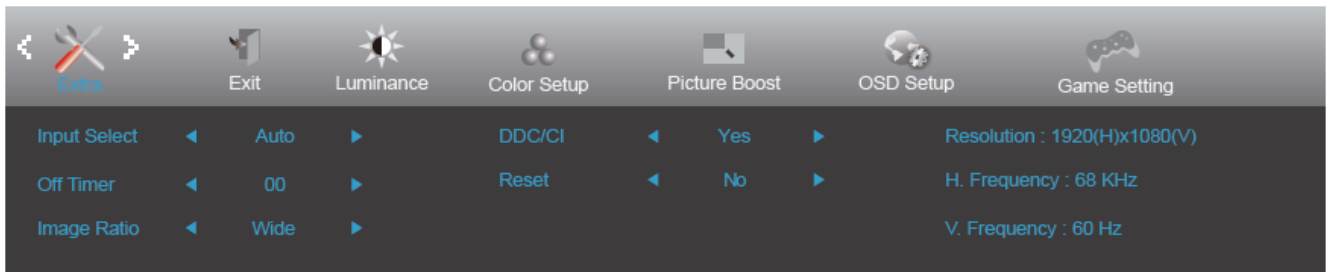 Extra Exit Luminance Color Setup Picture Boost OSD Setup Game Setting
Input Select Auto DDC/CI Yes Resolution : 1920(H)x1080(V)
Off Timer 00 Reset No H. Frequency : 68 KHz
Image Ratio Wide V. Frequency : 60 Hz